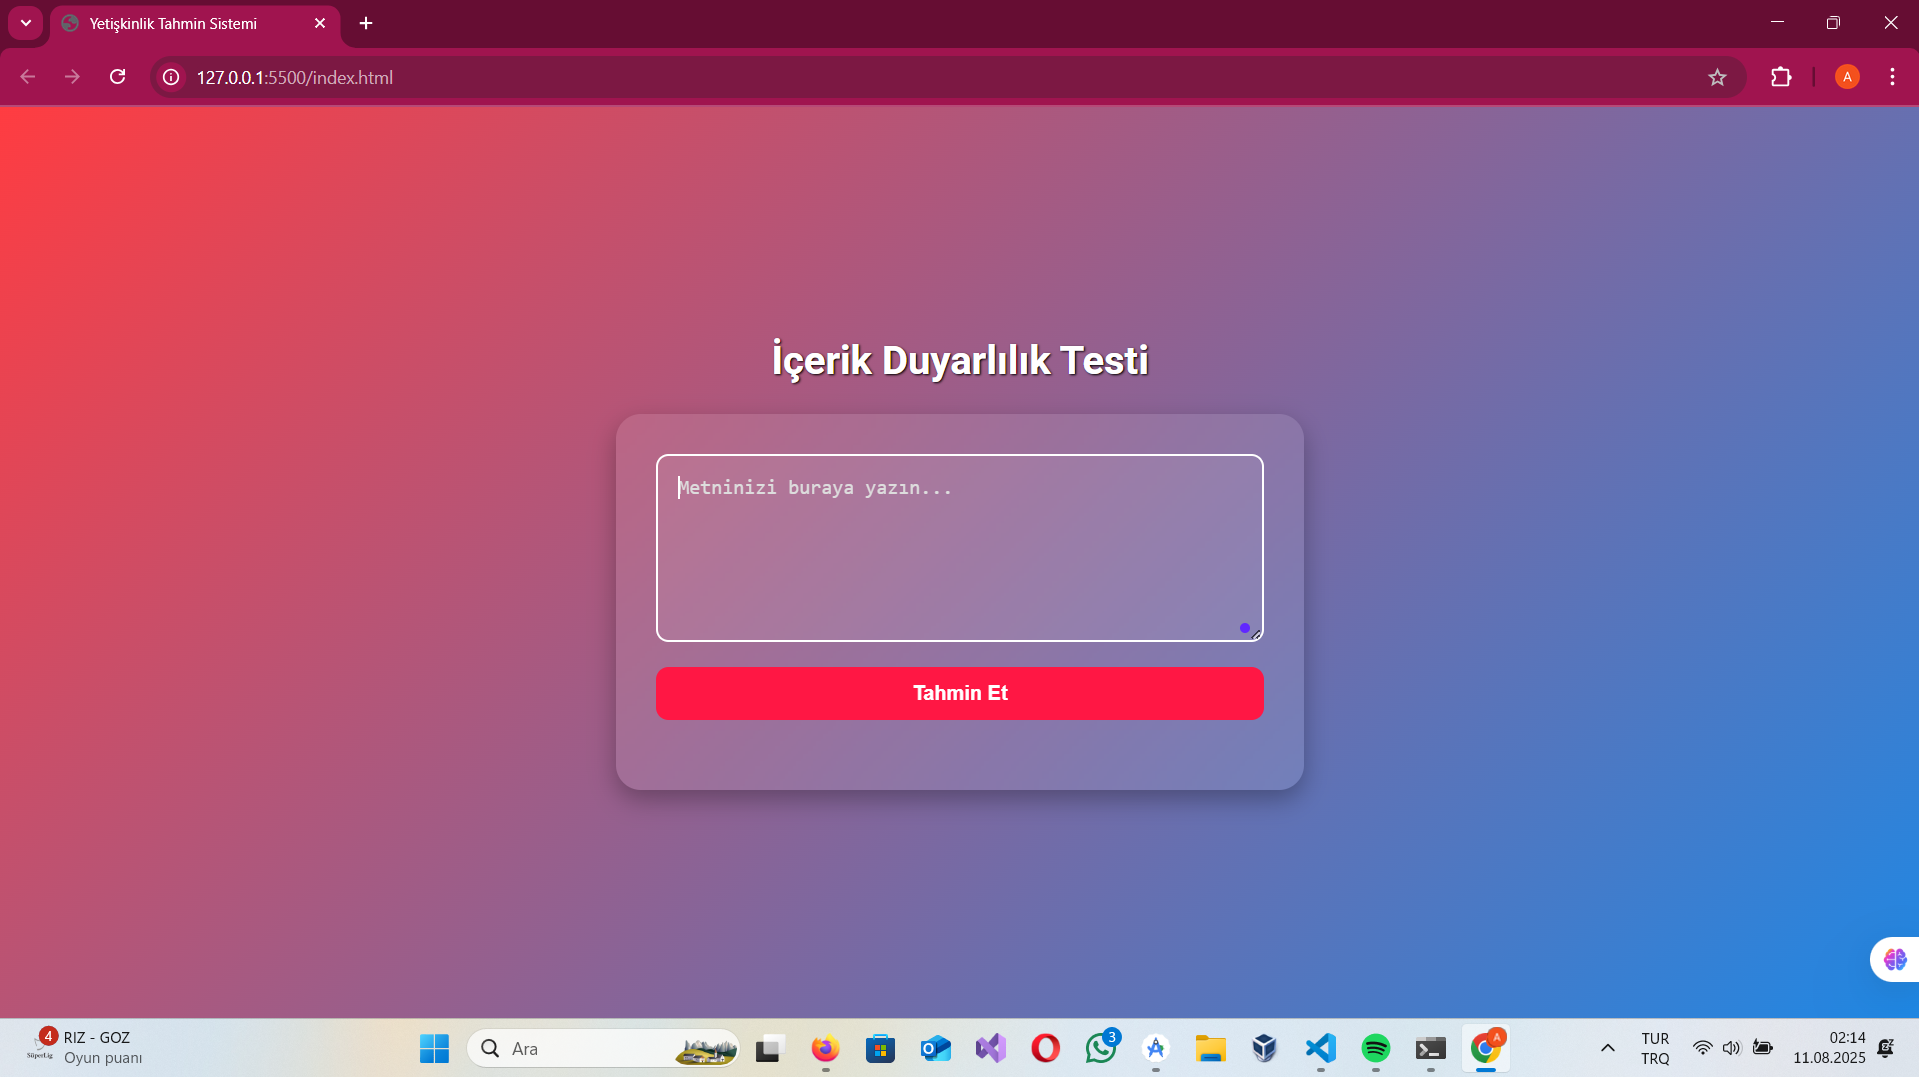 Yetişkinlik Tahmin Sistemi
127.0.0.1:5500/index.html
A
İçerik Duyarlılık Testi
Metninizi buraya yazın...
Tahmin Et
4
SüperLig
RIZ - GOZ
Oyun puanı
Ara
3
A
TUR
TRQ
02:14
11.08.2025